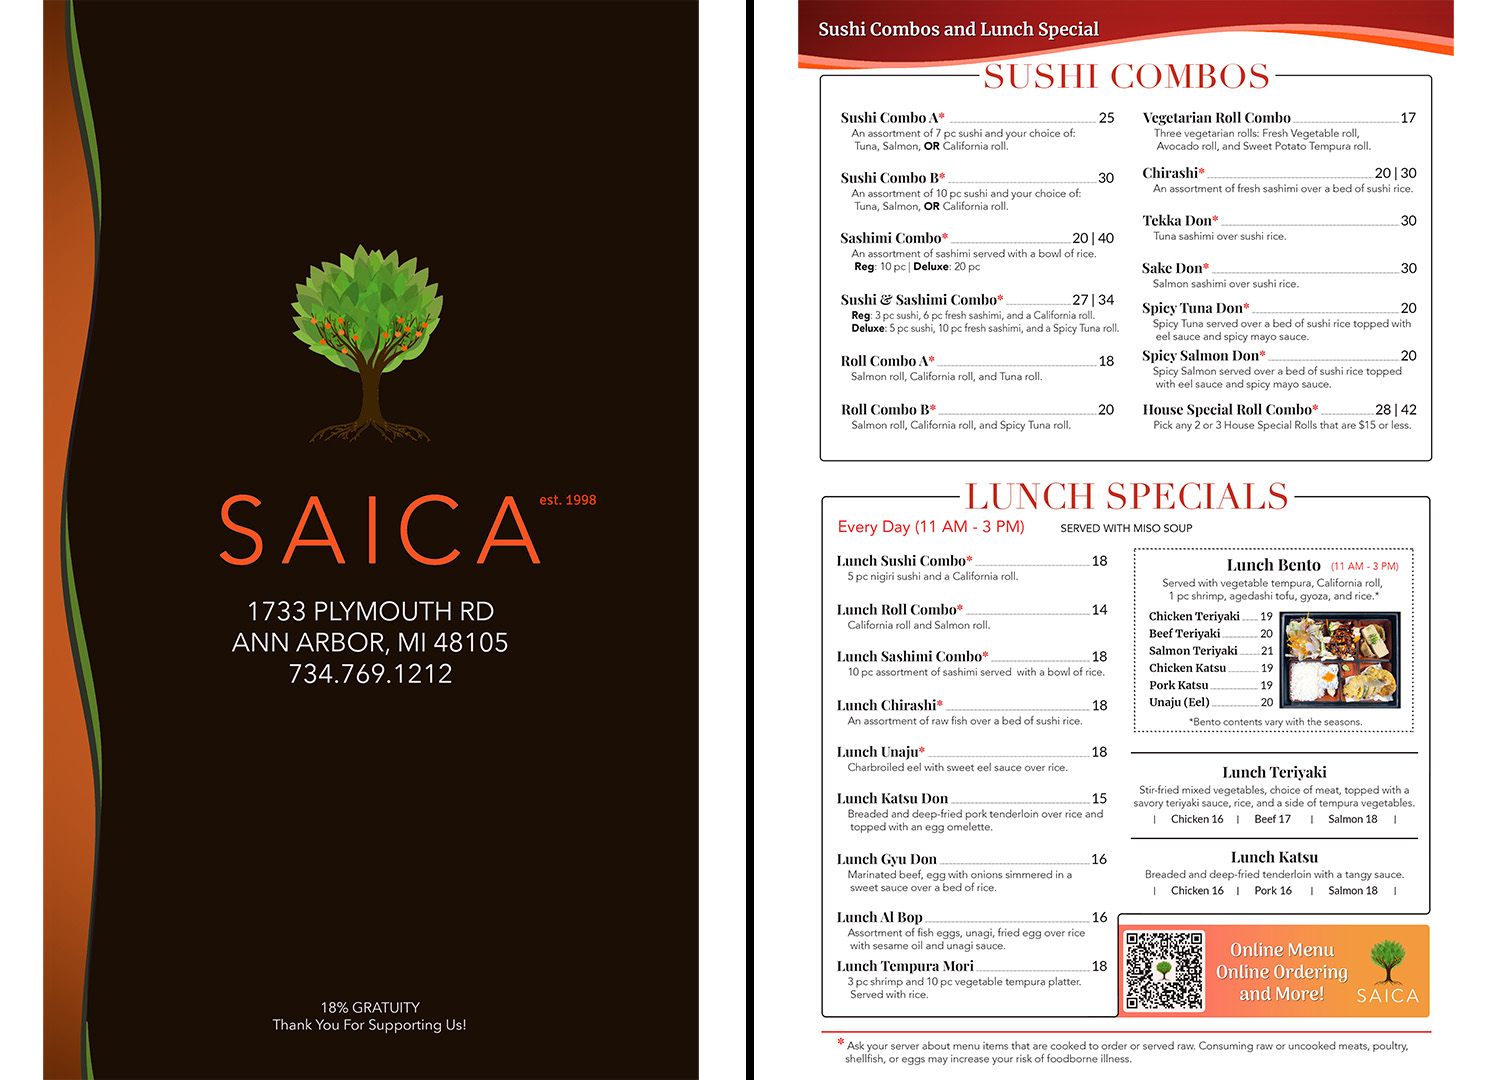 SAICA est. 1998
1733 PLYMOUTH RD
ANN ARBOR, MI 48105
734.769.1212
18% GRATUITY
Thank You For Supporting Us!
Sushi Combos and Lunch Special
SUSHI COMBOS
Sushi Combo A* 25
An assortment of 7 pc sushi and your choice of:
Tuna, Salmon, OR California roll.
Sushi Combo B* 30
An assortment of 10 pc sushi and your choice of:
Tuna, Salmon, OR California roll.
Sashimi Combo* 20 | 40
An assortment of sashimi served with a bowl of rice.
Reg: 10 pc | Deluxe: 20 pc
Sushi & Sashimi Combo* 27 | 34
Reg: 3 pc sushi, 6 pc fresh sashimi, and a California roll.
Deluxe: 5 pc sushi, 10 pc fresh sashimi, and a Spicy Tuna roll.
Roll Combo A* 18
Salmon roll, California roll, and Tuna roll.
Roll Combo B* 20
Salmon roll, California roll, and Spicy Tuna roll.
Vegetarian Roll Combo 17
Three vegetarian rolls: Fresh Vegetable roll,
Avocado roll, and Sweet Potato Tempura roll.
Chirashi* 20 | 30
An assortment of fresh sashimi over a bed of sushi rice.
Tekka Don* 30
Tuna sashimi over sushi rice.
Sake Don* 30
Salmon sashimi over sushi rice.
Spicy Tuna Don* 20
Spicy Tuna served over a bed of sushi rice topped with
eel sauce and spicy mayo sauce.
Spicy Salmon Don* 20
Spicy Salmon served over a bed of sushi rice topped
with eel sauce and spicy mayo sauce.
House Special Roll Combo* 28 | 42
Pick any 2 or 3 House Special Rolls that are $15 or less.
LUNCH SPECIALS
Every Day (11 AM - 3 PM) SERVED WITH MISO SOUP
Lunch Sushi Combo* 18
5 pc nigiri sushi and a California roll.
Lunch Roll Combo* 14
California roll and Salmon roll.
Lunch Sashimi Combo* 18
10 pc assortment of sashimi served with a bowl of rice.
Lunch Chirashi* 18
An assortment of raw fish over a bed of sushi rice.
Lunch Unaju* 18
Charbroiled eel with sweet eel sauce over rice.
Lunch Katsu Don 15
Breaded and deep-fried pork tenderloin over rice and
topped with an egg omelette.
Lunch Gyu Don 16
Marinated beef, egg with onions simmered in a
sweet sauce over a bed of rice.
Lunch Al Bop 16
Assortment of fish eggs, unagi, fried egg over rice
with sesame oil and unagi sauce.
Lunch Tempura Mori 18
3 pc shrimp and 10 pc vegetable tempura platter.
Served with rice.
Lunch Bento (11 AM - 3 PM)
Served with vegetable tempura, California roll,
1 pc shrimp, agedashi tofu, gyoza, and rice.*
Chicken Teriyaki 19
Beef Teriyaki 20
Salmon Teriyaki 21
Chicken Katsu 19
Pork Katsu 19
Unaju (Eel) 20
*Bento contents vary with the seasons.
Lunch Teriyaki
Stir-fried mixed vegetables, choice of meat, topped with a
savory teriyaki sauce, rice, and a side of tempura vegetables.
| Chicken 16 | Beef 17 | Salmon 18 |
Lunch Katsu
Breaded and deep-fried tenderloin with a tangy sauce.
| Chicken 16 | Pork 16 | Salmon 18 |
Online Menu
Online Ordering
and More!
SAICA
* Ask your server about menu items that are cooked to order or served raw. Consuming raw or uncooked meats, poultry,
shellfish, or eggs may increase your risk of foodborne illness.